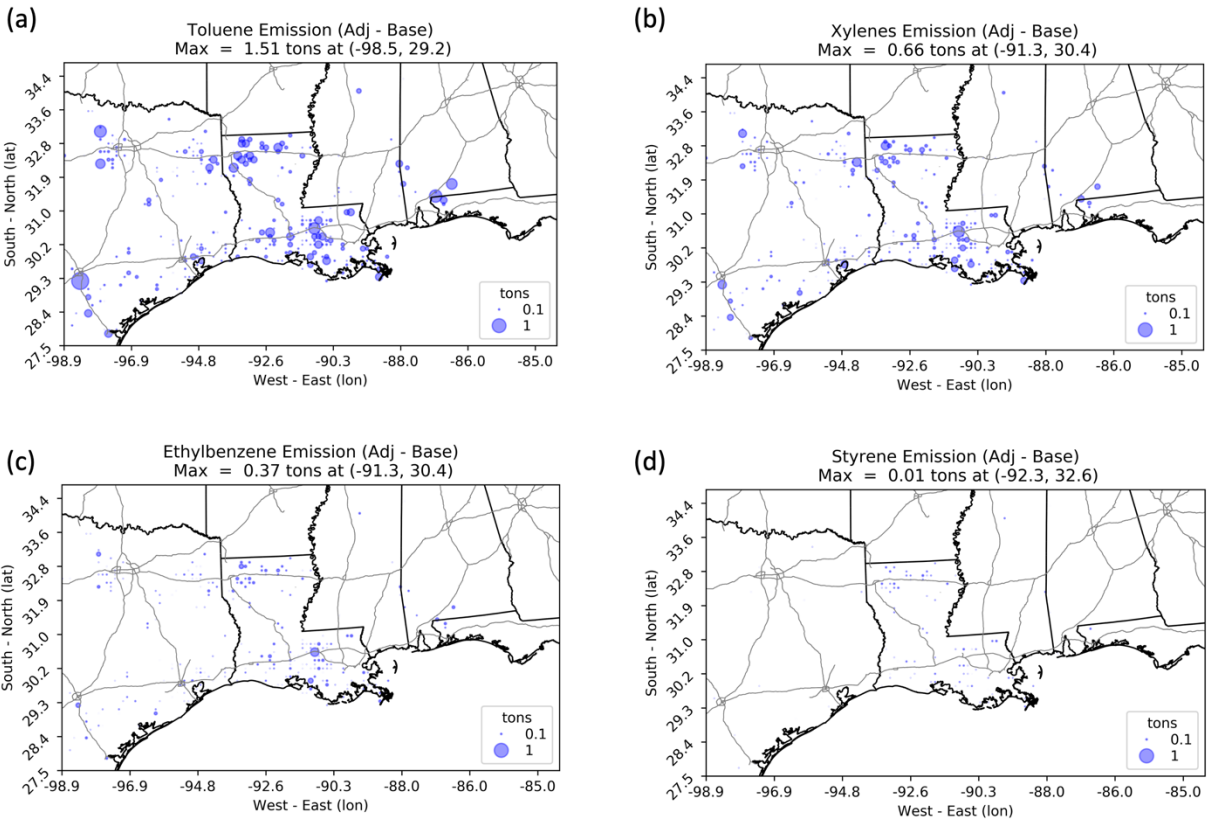 (a)
Toluene Emission (Adj - Base)
Max = 1.51 tons at (-98.5, 29.2)
South - North (lat)
34.4
33.6
32.8
31.9
31.0
30.2
29.3
28.4
27.5
-98.9 -96.9 -94.8 -92.6 -90.3 -88.0 -86.0 -85.0
West - East (lon)
tons
0.1
1
(b)
Xylenes Emission (Adj - Base)
Max = 0.66 tons at (-91.3, 30.4)
South - North (lat)
34.4
33.6
32.8
31.9
31.0
30.2
29.3
28.4
27.5
-98.9 -96.9 -94.8 -92.6 -90.3 -88.0 -86.0 -85.0
West - East (lon)
tons
0.1
1
(c)
Ethylbenzene Emission (Adj - Base)
Max = 0.37 tons at (-91.3, 30.4)
South - North (lat)
34.4
33.6
32.8
31.9
31.0
30.2
29.3
28.4
27.5
-98.9 -96.9 -94.8 -92.6 -90.3 -88.0 -86.0 -85.0
West - East (lon)
tons
0.1
1
(d)
Styrene Emission (Adj - Base)
Max = 0.01 tons at (-92.3, 32.6)
South - North (lat)
34.4
33.6
32.8
31.9
31.0
30.2
29.3
28.4
27.5
-98.9 -96.9 -94.8 -92.6 -90.3 -88.0 -86.0 -85.0
West - East (lon)
tons
0.1
1